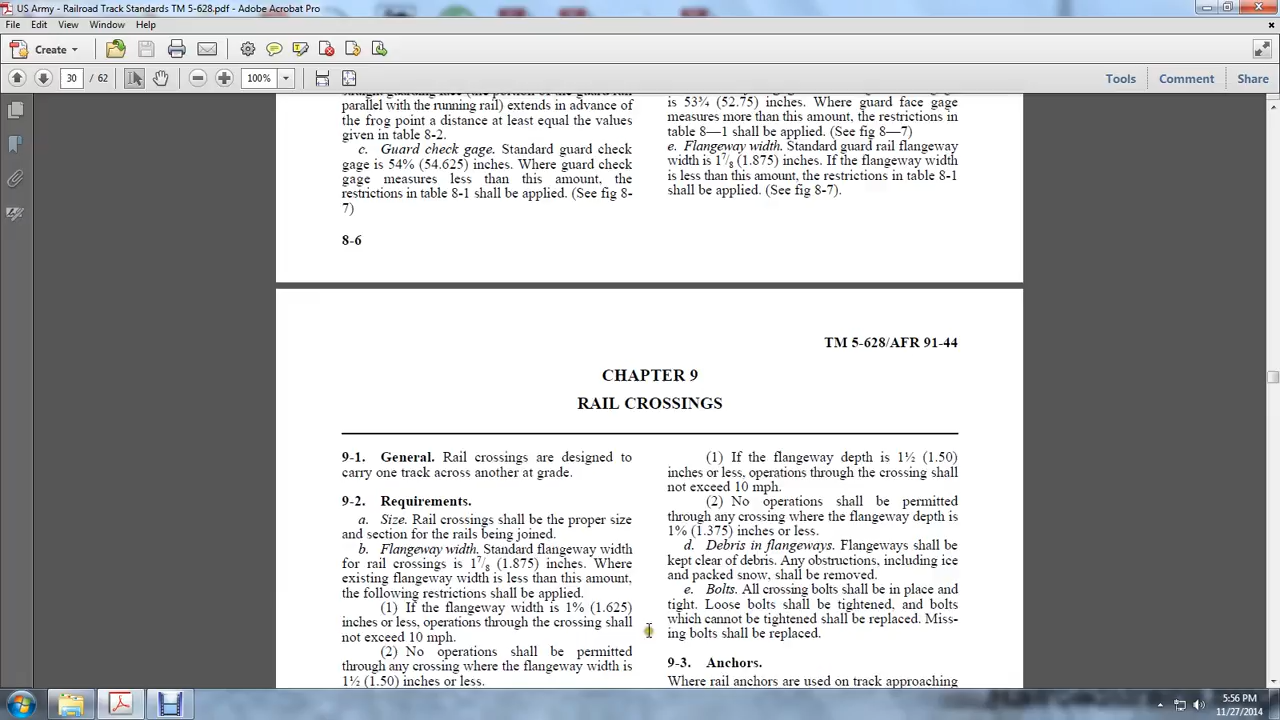 US Army - Railroad Track Standards TM 5-628.pdf - Adobe Acrobat Pro
File Edit View Window Help
Create
30 / 62
100%
Tools Comment Share
parallel with the running rail) extends in advance of
the frog point a distance at least equal the values
given in table 8-2.
c. Guard check gage. Standard guard check
gage is 54% (54.625) inches. Where guard check
gage measures less than this amount, the
restrictions in table 8-1 shall be applied. (See fig 8-
7)
8-6
is 53¾ (52.75) inches. Where guard face gage
measures more than this amount, the restrictions in
table 8—1 shall be applied. (See fig 8—7)
e. Flangeway width. Standard guard rail flangeway
width is 1⁷/₈ (1.875) inches. If the flangeway width
is less than this amount, the restrictions in table 8-1
shall be applied. (See fig 8-7).
TM 5-628/AFR 91-44
CHAPTER 9
RAIL CROSSINGS
9-1. General. Rail crossings are designed to
carry one track across another at grade.
9-2. Requirements.
a. Size. Rail crossings shall be the proper size
and section for the rails being joined.
b. Flangeway width. Standard flangeway width
for rail crossings is 1⁷/₈ (1.875) inches. Where
existing flangeway width is less than this amount,
the following restrictions shall be applied.
(1) If the flangeway width is 1% (1.625)
inches or less, operations through the crossing shall
not exceed 10 mph.
(2) No operations shall be permitted
through any crossing where the flangeway width is
1½ (1.50) inches or less.
(1) If the flangeway depth is 1½ (1.50)
inches or less, operations through the crossing shall
not exceed 10 mph.
(2) No operations shall be permitted
through any crossing where the flangeway depth is
1% (1.375) inches or less.
d. Debris in flangeways. Flangeways shall be
kept clear of debris. Any obstructions, including ice
and packed snow, shall be removed.
e. Bolts. All crossing bolts shall be in place and
tight. Loose bolts shall be tightened, and bolts
which cannot be tightened shall be replaced. Miss-
ing bolts shall be replaced.
9-3. Anchors.
Where rail anchors are used on track approaching
5:56 PM
11/27/2014